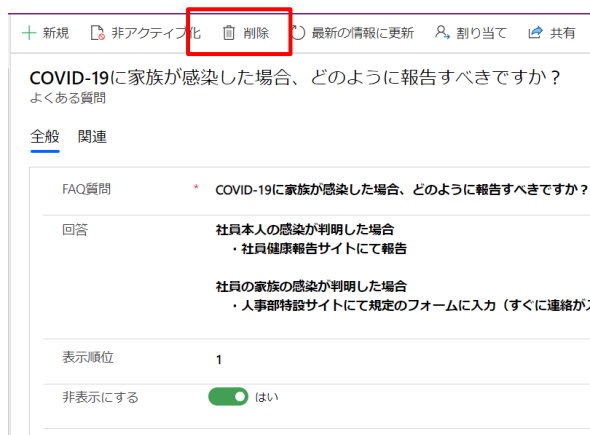 新規 非アクティブ化 削除 最新の情報に更新 割り当て 共有
COVID-19に家族が感染した場合、どのように報告すべきですか？
よくある質問
全般 関連
FAQ質問 * COVID-19に家族が感染した場合、どのように報告すべきですか？
回答 社員本人の感染が判明した場合
・社員健康報告サイトにて報告
社員の家族の感染が判明した場合
・人事部特設サイトにて規定のフォームに入力（すぐに連絡が
表示順位 1
非表示にする はい